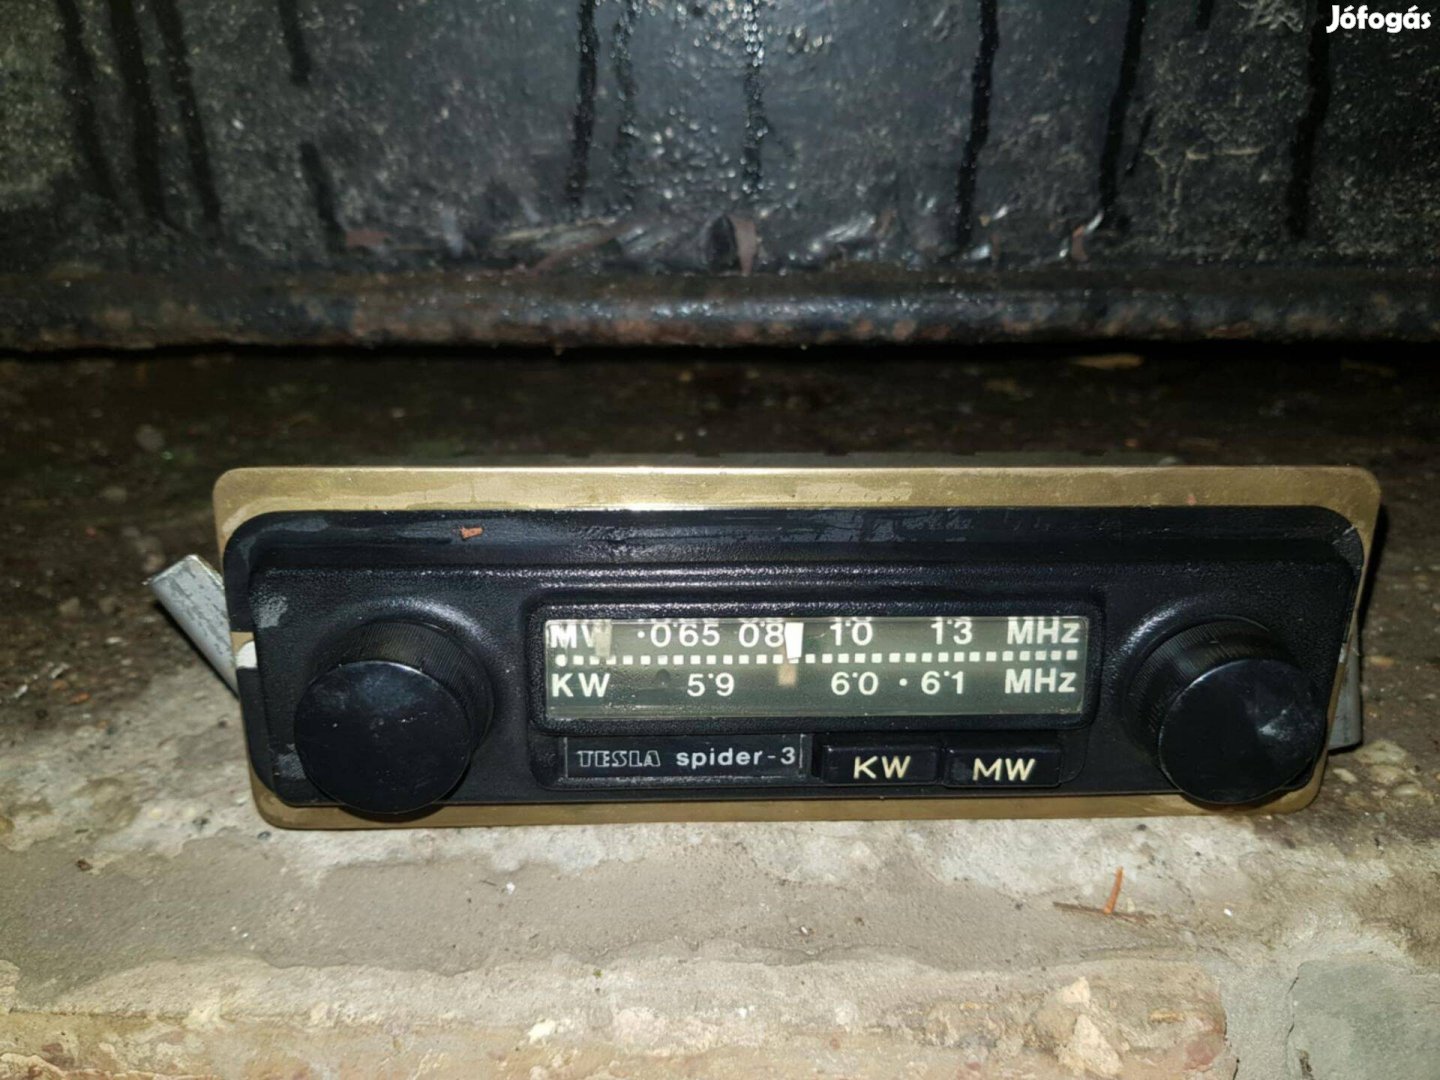 Jófogás
MW ·0'65 0'8 1'0 1'3 MHz
KW 5'9 6'0 · 6'1 MHz
TESLA spider-3 KW MW